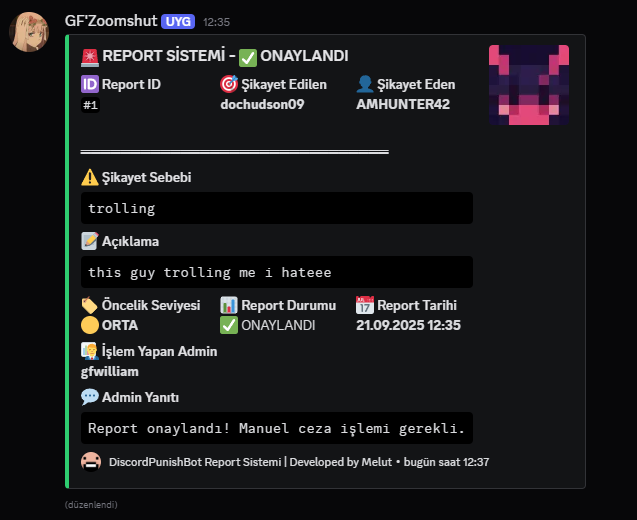 GF'Zoomshut UYG 12:35
REPORT SİSTEMİ - ✅ ONAYLANDI
🆔 Report ID
#1
Şikayet Edilen
dochudson09
Şikayet Eden
AMHUNTER42
════════════════════════════
Şikayet Sebebi
trolling
Açıklama
this guy trolling me i hateee
Öncelik Seviyesi
ORTA
Report Durumu
✅ ONAYLANDI
Report Tarihi
21.09.2025 12:35
İşlem Yapan Admin
gfwilliam
Admin Yanıtı
Report onaylandı! Manuel ceza işlemi gerekli.
DiscordPunishBot Report Sistemi | Developed by Melut • bugün saat 12:37
(düzenlendi)